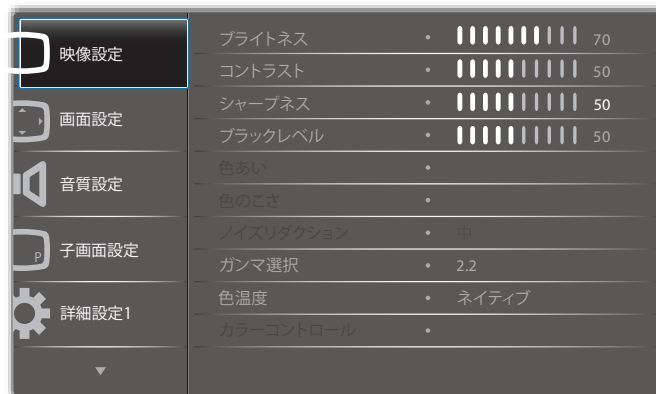 映像設定
画面設定
音質設定
P
子画面設定
詳細設定1
ブライトネス • 70
コントラスト • 50
シャープネス • 50
ブラックレベル • 50
色あい •
色のこさ •
ノイズリダクション • 中
ガンマ選択 • 2.2
色温度 • ネイティブ
カラーコントロール •